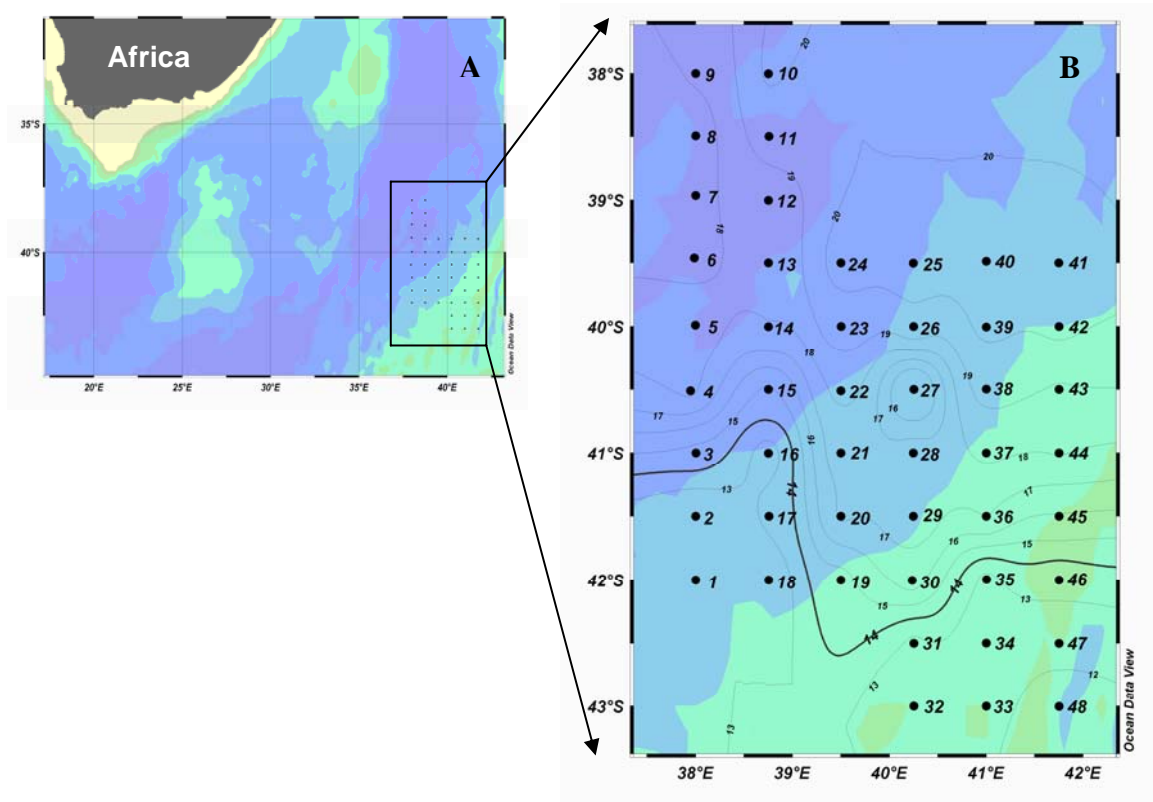 Africa
A
35°S
40°S
20°E 25°E 30°E 35°E 40°E
Ocean Data View
B
38°S
39°S
40°S
41°S
42°S
43°S
20
9 10
8 11
19 20
7 12
18 20
6 13 24 25 40 41
5 14 23 26 39 42
19
18
19
4 15 22 27 38 43
17 15 17 16
16
3 16 21 28 37 44
18
13 14 17
2 17 20 29 36 45
17 16 15
1 18 19 30 35 46
15 14 13
14 31 34 47
13 12
32 33 48
13
38°E 39°E 40°E 41°E 42°E
Ocean Data View